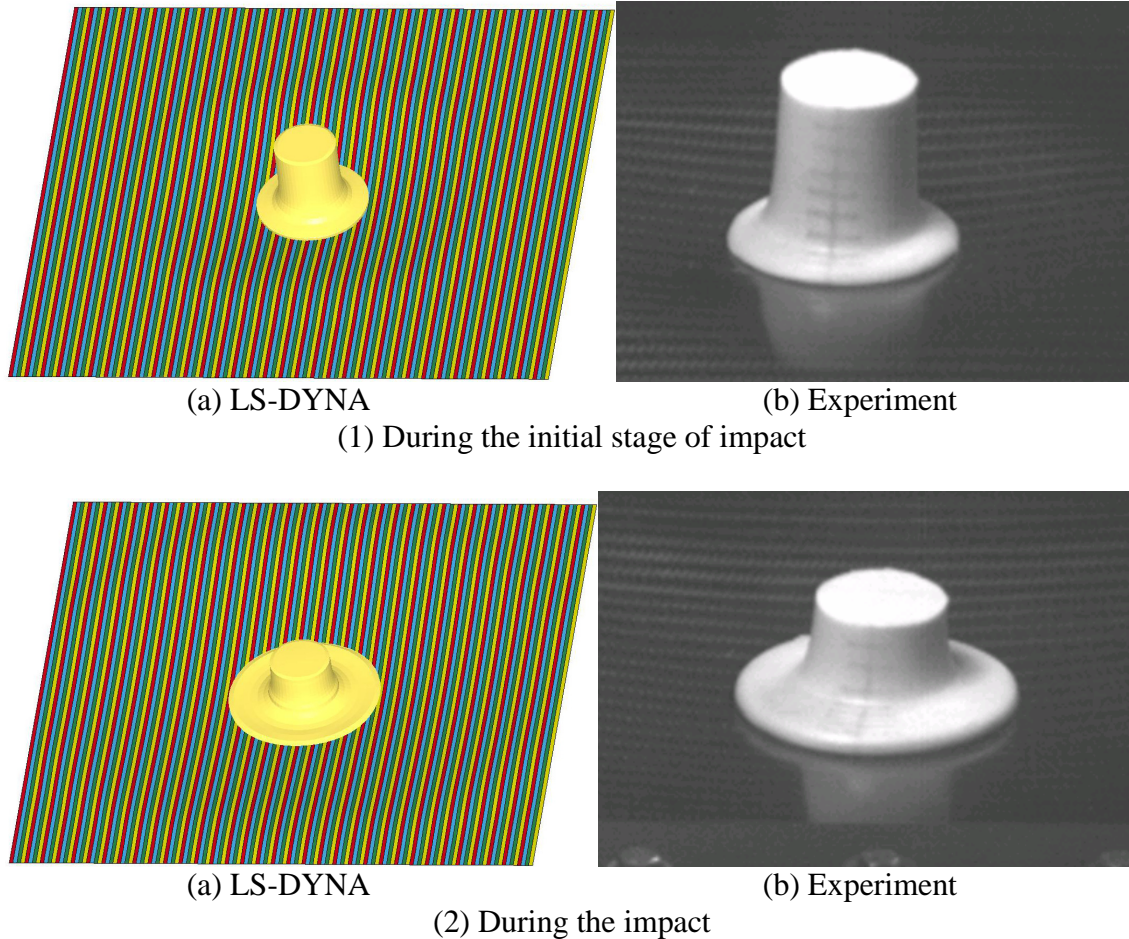 (a) LS-DYNA (b) Experiment
(1) During the initial stage of impact
(a) LS-DYNA (b) Experiment
(2) During the impact